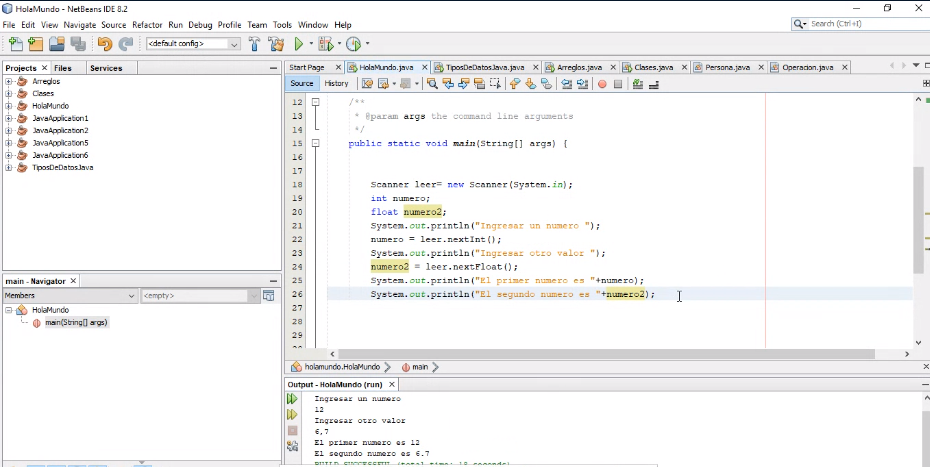 HolaMundo - NetBeans IDE 8.2
File Edit View Navigate Source Refactor Run Debug Profile Team Tools Window Help
Search (Ctrl+I)
<default config>
Projects Files Services
Start Page HolaMundo.java TiposDeDatosJava.java Arreglos.java Clases.java Persona.java Operacion.java
Source History
Arreglos
Clases
HolaMundo
JavaApplication1
JavaApplication2
JavaApplication5
JavaApplication6
TiposDeDatosJava
main - Navigator
Members <empty>
HolaMundo
main(String[] args)
12 /**
13 * @param args the command line arguments
14 */
15 public static void main(String[] args) {
16
17
18 Scanner leer= new Scanner(System.in);
19 int numero;
20 float numero2;
21 System.out.println("Ingresar un numero ");
22 numero = leer.nextInt();
23 System.out.println("Ingresar otro valor ");
24 numero2 = leer.nextFloat();
25 System.out.println("El primer numero es "+numero);
26 System.out.println("El segundo numero es "+numero2);
27
28
29
holamundo.HolaMundo main
Output - HolaMundo (run)
Ingresar un numero
12
Ingresar otro valor
6,7
El primer numero es 12
El segundo numero es 6.7
BUILD SUCCESSFUL (total time: 18 seconds)